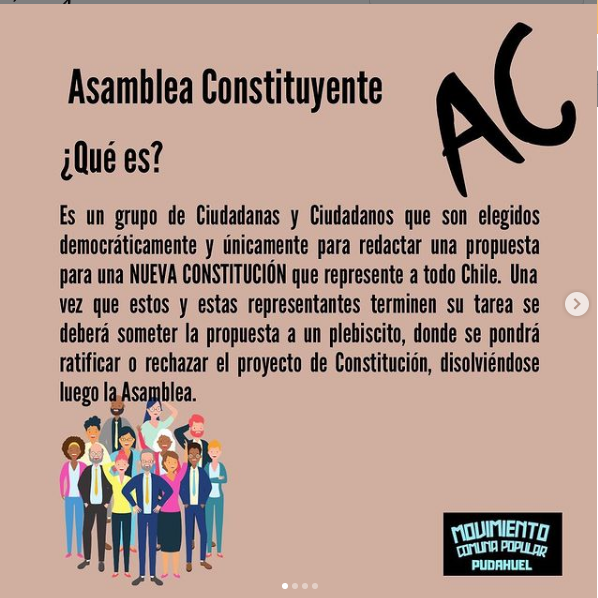 Asamblea Constituyente
AC
¿Qué es?
Es un grupo de Ciudadanas y Ciudadanos que son elegidos
democráticamente y únicamente para redactar una propuesta
para una NUEVA CONSTITUCIÓN que represente a todo Chile. Una
vez que estos y estas representantes terminen su tarea se
deberá someter la propuesta a un plebiscito, donde se pondrá
ratificar o rechazar el proyecto de Constitución, disolviéndose
luego la Asamblea.
MOVIMIENTO
COMUNA POPULAR
PUDAHUEL